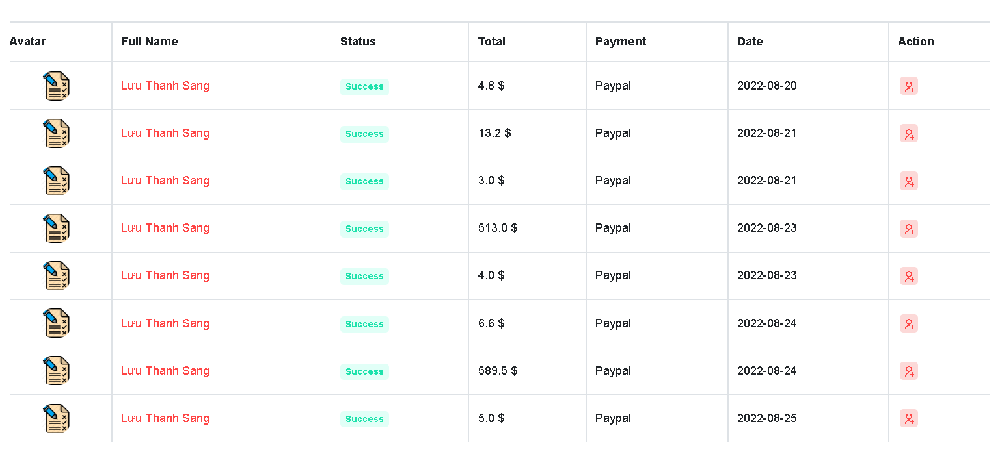 Avatar Full Name Status Total Payment Date Action
Lưu Thanh Sang Success 4.8 $ Paypal 2022-08-20
Lưu Thanh Sang Success 13.2 $ Paypal 2022-08-21
Lưu Thanh Sang Success 3.0 $ Paypal 2022-08-21
Lưu Thanh Sang Success 513.0 $ Paypal 2022-08-23
Lưu Thanh Sang Success 4.0 $ Paypal 2022-08-23
Lưu Thanh Sang Success 6.6 $ Paypal 2022-08-24
Lưu Thanh Sang Success 589.5 $ Paypal 2022-08-24
Lưu Thanh Sang Success 5.0 $ Paypal 2022-08-25